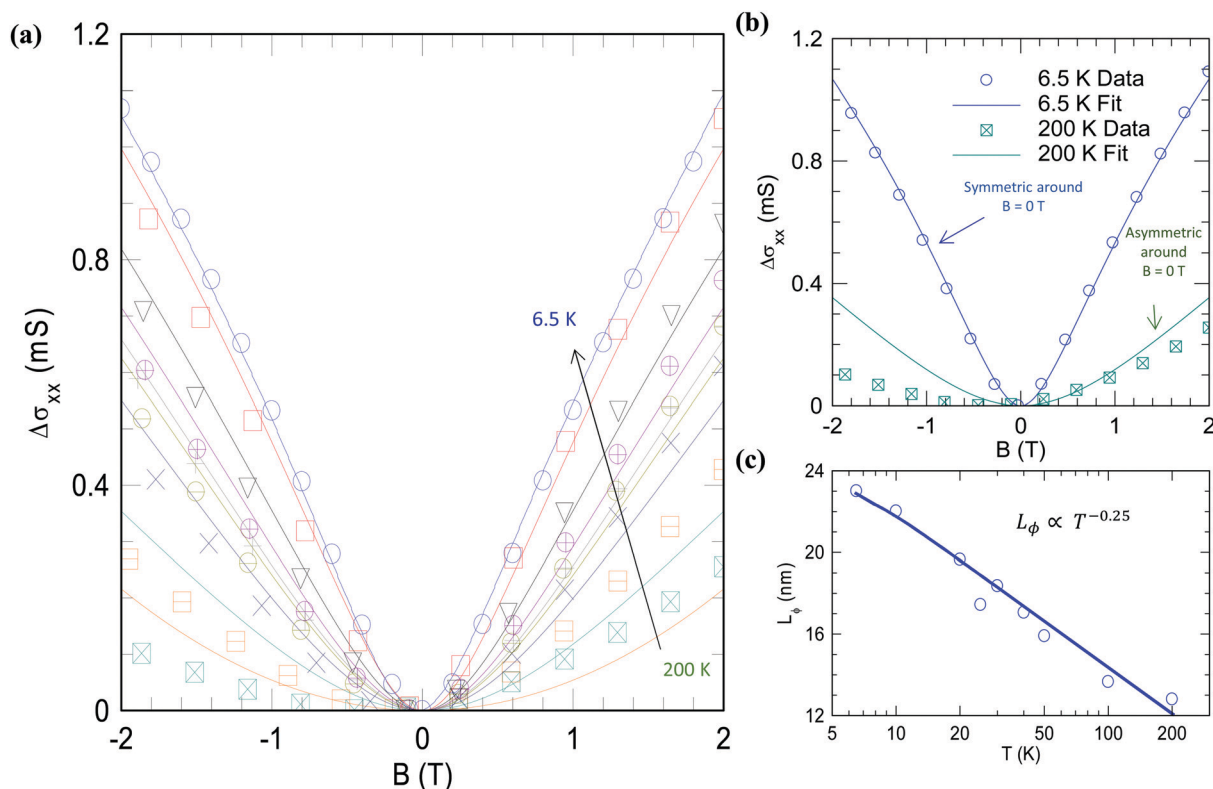 (a)
1.2
0.8
0.4
0
Δσxx (mS)
6.5 K
200 K
-2
-1
0
1
2
B (T)
(b)
1.2
0.8
0.4
0
Δσxx (mS)
6.5 K Data
6.5 K Fit
200 K Data
200 K Fit
Symmetric around
B = 0 T
Asymmetric
around
B = 0 T
-2
-1
0
1
2
B (T)
(c)
24
22
20
18
16
14
12
Lϕ (nm)
Lϕ ∝ T^−0.25
5
10
20
50
100
200
T (K)